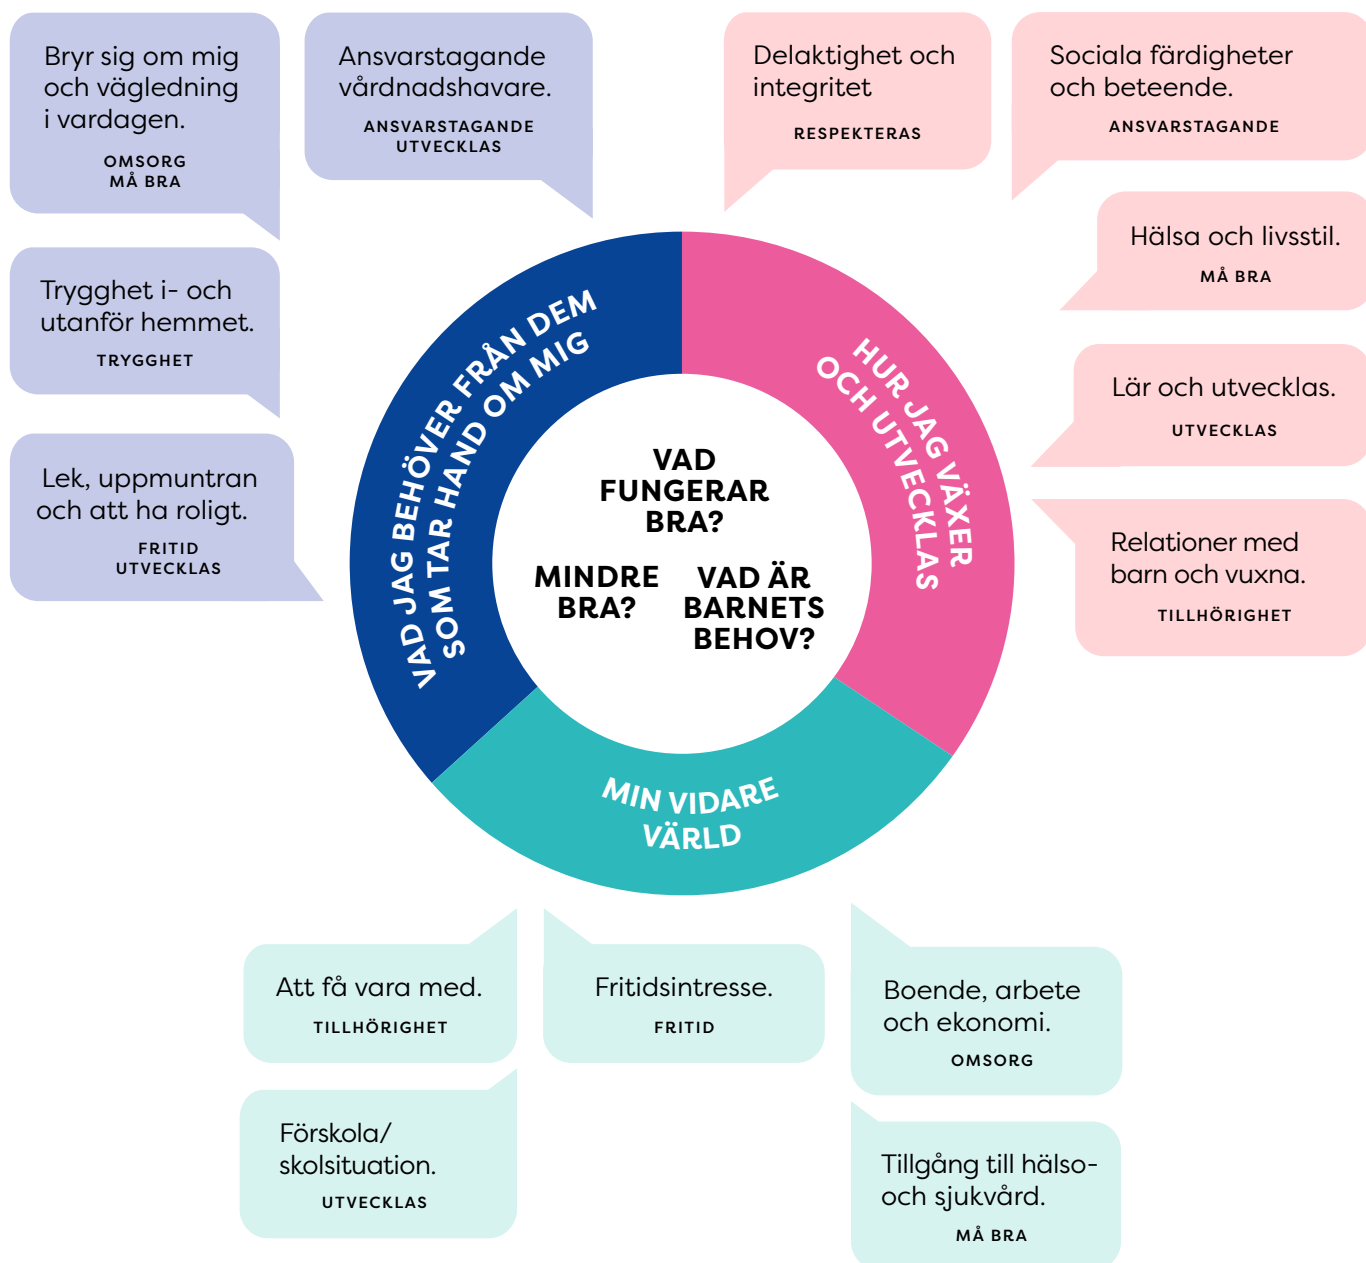 Bryr sig om mig
och vägledning
i vardagen.
OMSORG
MÅ BRA
Ansvarstagande
vårdnadshavare.
ANSVARSTAGANDE
UTVECKLAS
Delaktighet och
integritet
RESPEKTERAS
Sociala färdigheter
och beteende.
ANSVARSTAGANDE
Trygghet i- och
utanför hemmet.
TRYGGHET
Hälsa och livsstil.
MÅ BRA
Lek, uppmuntran
och att ha roligt.
FRITID
UTVECKLAS
Lär och utvecklas.
UTVECKLAS
Relationer med
barn och vuxna.
TILLHÖRIGHET
VAD JAG BEHÖVER FRÅN DEM
SOM TAR HAND OM MIG
HUR JAG VÄXER
OCH UTVECKLAS
VAD
FUNGERAR
BRA?
MINDRE
BRA?
VAD ÄR
BARNETS
BEHOV?
MIN VIDARE
VÄRLD
Att få vara med.
TILLHÖRIGHET
Fritidsintresse.
FRITID
Boende, arbete
och ekonomi.
OMSORG
Förskola/
skolsituation.
UTVECKLAS
Tillgång till hälso-
och sjukvård.
MÅ BRA